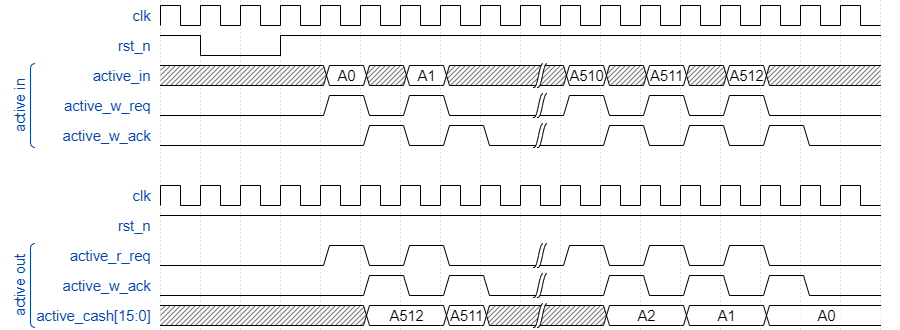 clk
rst_n
active in
active_in A0 A1 A510 A511 A512
active_w_req
active_w_ack
clk
rst_n
active out
active_r_req
active_w_ack
active_cash[15:0] A512 A511 A2 A1 A0